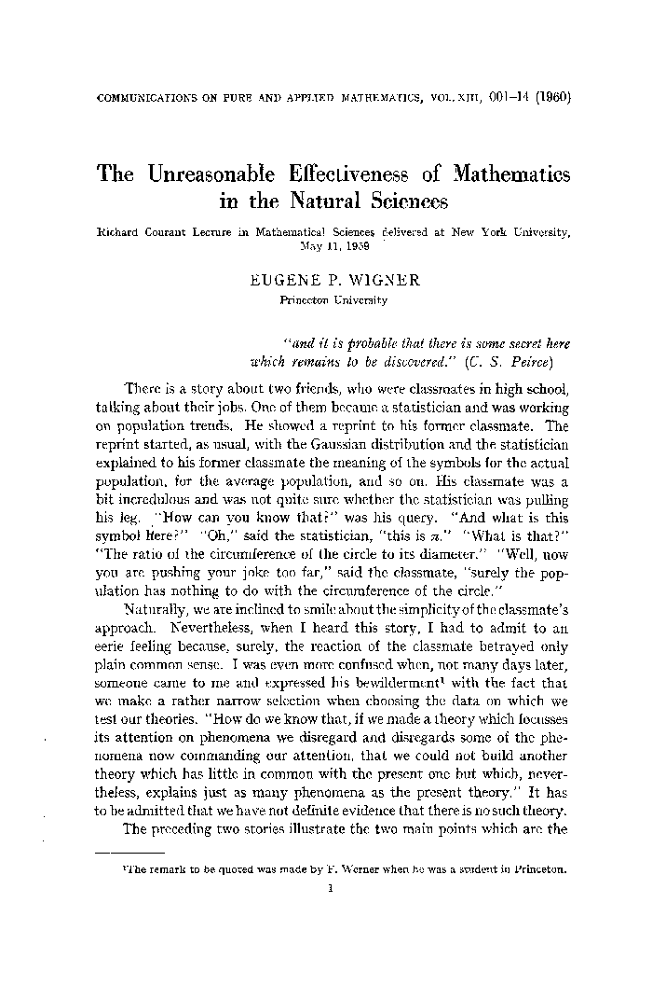 COMMUNICATIONS ON PURE AND APPLIED MATHEMATICS, VOL. XIII, 001–14 (1960)
The Unreasonable Effectiveness of Mathematics
in the Natural Sciences
Richard Courant Lecture in Mathematical Sciences delivered at New York University,
May 11, 1959
EUGENE P. WIGNER
Princeton University
"and it is probable that there is some secret here
which remains to be discovered." (C. S. Peirce)
There is a story about two friends, who were classmates in high school,
talking about their jobs. One of them became a statistician and was working
on population trends. He showed a reprint to his former classmate. The
reprint started, as usual, with the Gaussian distribution and the statistician
explained to his former classmate the meaning of the symbols for the actual
population, for the average population, and so on. His classmate was a
bit incredulous and was not quite sure whether the statistician was pulling
his leg. "How can you know that?" was his query. "And what is this
symbol here?" "Oh," said the statistician, "this is π." "What is that?"
"The ratio of the circumference of the circle to its diameter." "Well, now
you are pushing your joke too far," said the classmate, "surely the pop-
ulation has nothing to do with the circumference of the circle."
Naturally, we are inclined to smile about the simplicity of the classmate's
approach. Nevertheless, when I heard this story, I had to admit to an
eerie feeling because, surely, the reaction of the classmate betrayed only
plain common sense. I was even more confused when, not many days later,
someone came to me and expressed his bewilderment¹ with the fact that
we make a rather narrow selection when choosing the data on which we
test our theories. "How do we know that, if we made a theory which focusses
its attention on phenomena we disregard and disregards some of the phe-
nomena now commanding our attention, that we could not build another
theory which has little in common with the present one but which, never-
theless, explains just as many phenomena as the present theory." It has
to be admitted that we have not definite evidence that there is no such theory.
The preceding two stories illustrate the two main points which are the
¹The remark to be quoted was made by F. Werner when he was a student in Princeton.
1